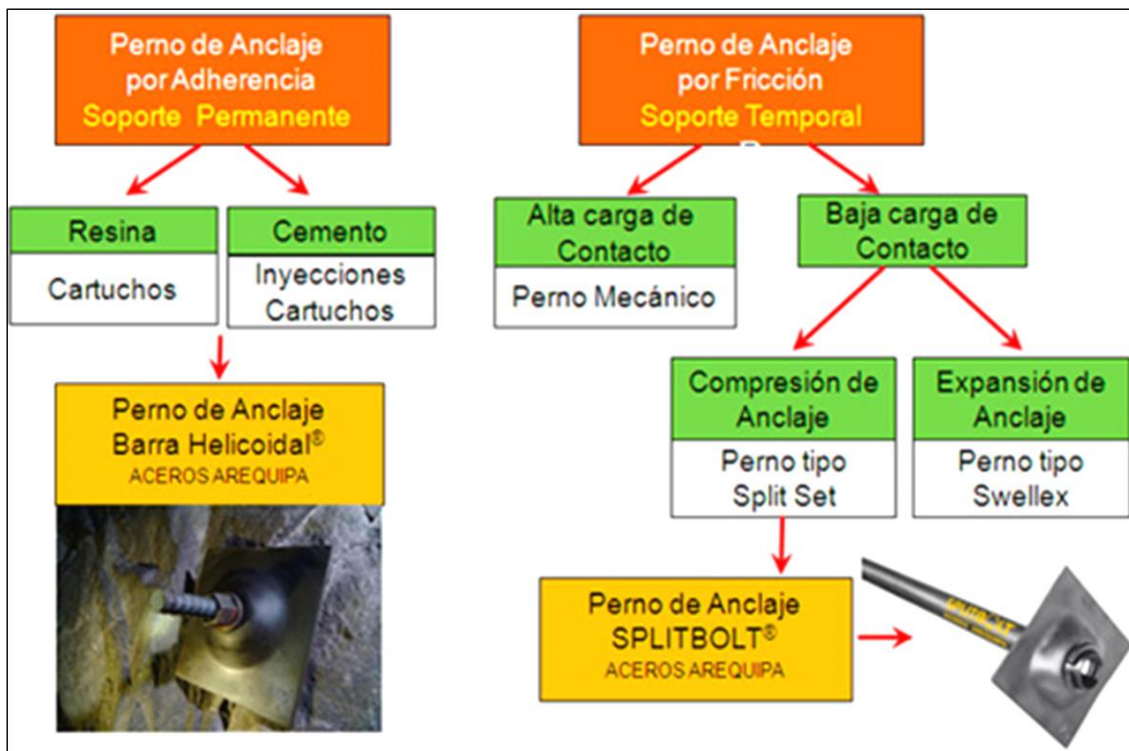 Perno de Anclaje
por Adherencia
Soporte Permanente
Resina
Cartuchos
Cemento
Inyecciones
Cartuchos
Perno de Anclaje
Barra Helicoidal®
ACEROS AREQUIPA
Perno de Anclaje
por Fricción
Soporte Temporal
Alta carga de
Contacto
Perno Mecánico
Baja carga de
Contacto
Compresión de
Anclaje
Perno tipo
Split Set
Expansión de
Anclaje
Perno tipo
Swellex
Perno de Anclaje
SPLITBOLT®
ACEROS AREQUIPA
SPLITBOLT